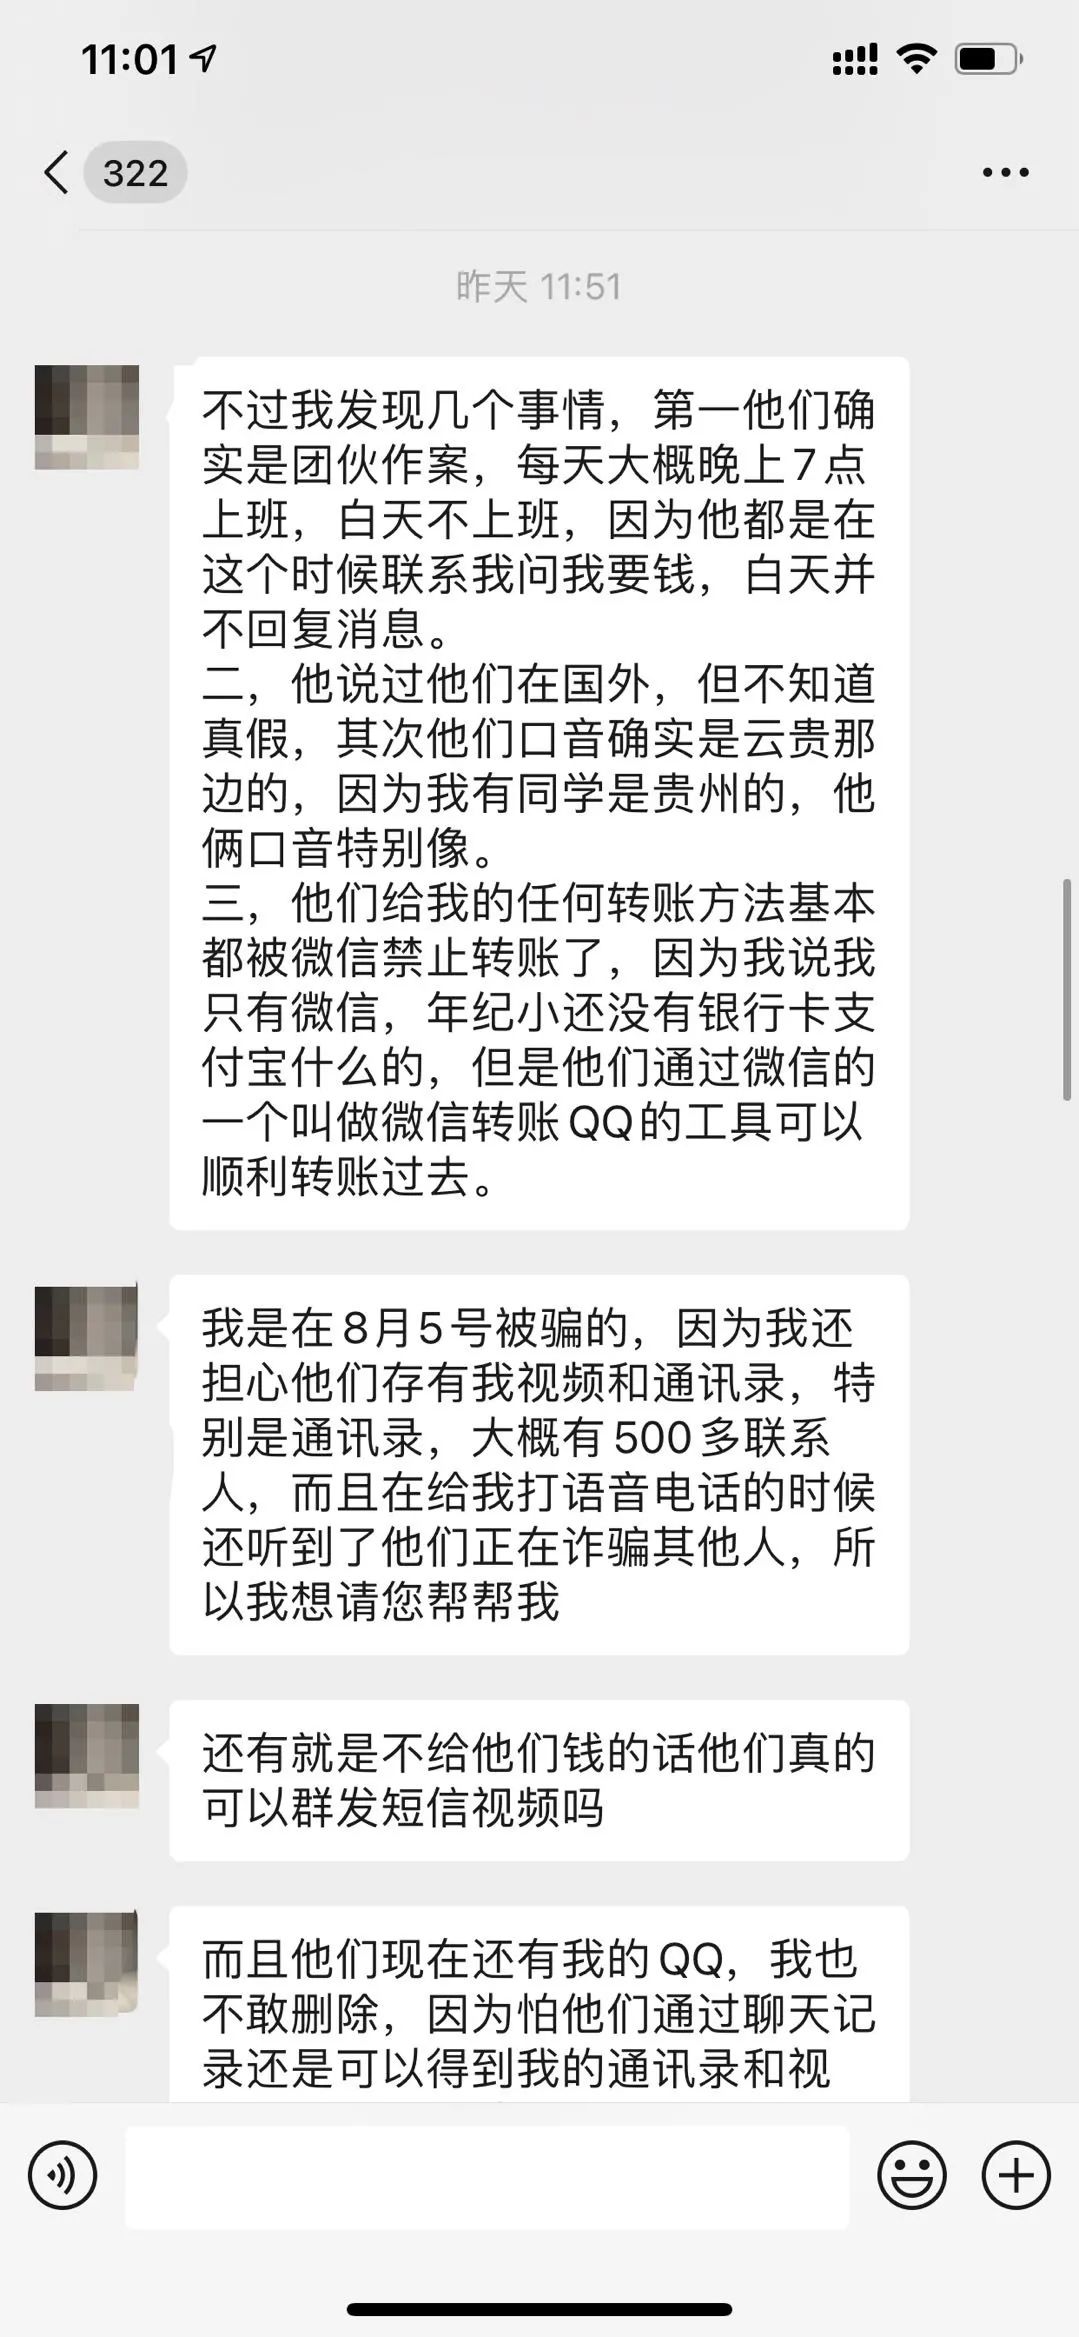 11:01
322
昨天 11:51
不过我发现几个事情，第一他们确
实是团伙作案，每天大概晚上7点
上班，白天不上班，因为他都是在
这个时候联系我问我要钱，白天并
不回复消息。
二，他说过他们在国外，但不知道
真假，其次他们口音确实是云贵那
边的，因为我有同学是贵州的，他
俩口音特别像。
三，他们给我的任何转账方法基本
都被微信禁止转账了，因为我说我
只有微信，年纪小还没有银行卡支
付宝什么的，但是他们通过微信的
一个叫做微信转账QQ的工具可以
顺利转账过去。
我是在8月5号被骗的，因为我还
担心他们存有我视频和通讯录，特
别是通讯录，大概有500多联系
人，而且在给我打语音电话的时候
还听到了他们正在诈骗其他人，所
以我想请您帮帮我
还有就是不给他们钱的话他们真的
可以群发短信视频吗
而且他们现在还有我的QQ，我也
不敢删除，因为怕他们通过聊天记
录还是可以得到我的通讯录和视